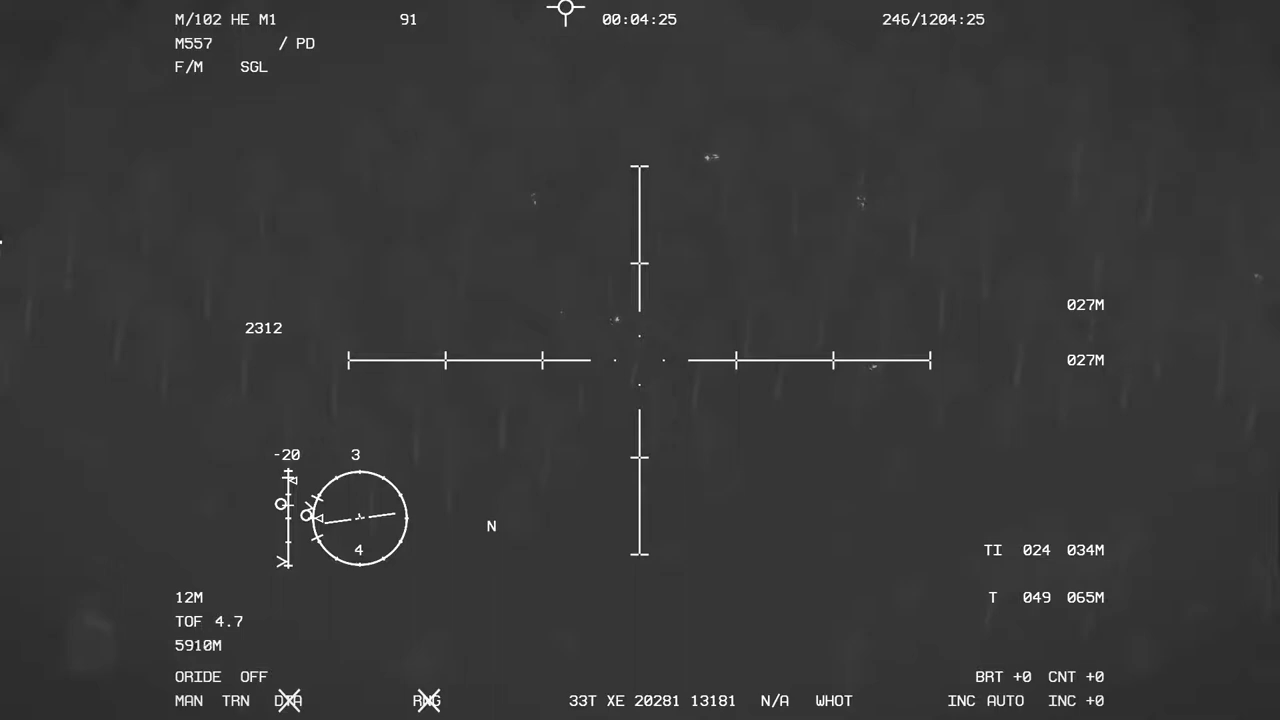 M/102 HE M1 91 00:04:25 246/1204:25
M557 / PD
F/M SGL
027M
2312
027M
-20 3
N
4
TI 024 034M
12M T 049 065M
TOF 4.7
5910M
ORIDE OFF BRT +0 CNT +0
MAN TRN DTA RNG 33T XE 20281 13181 N/A WHOT INC AUTO INC +0